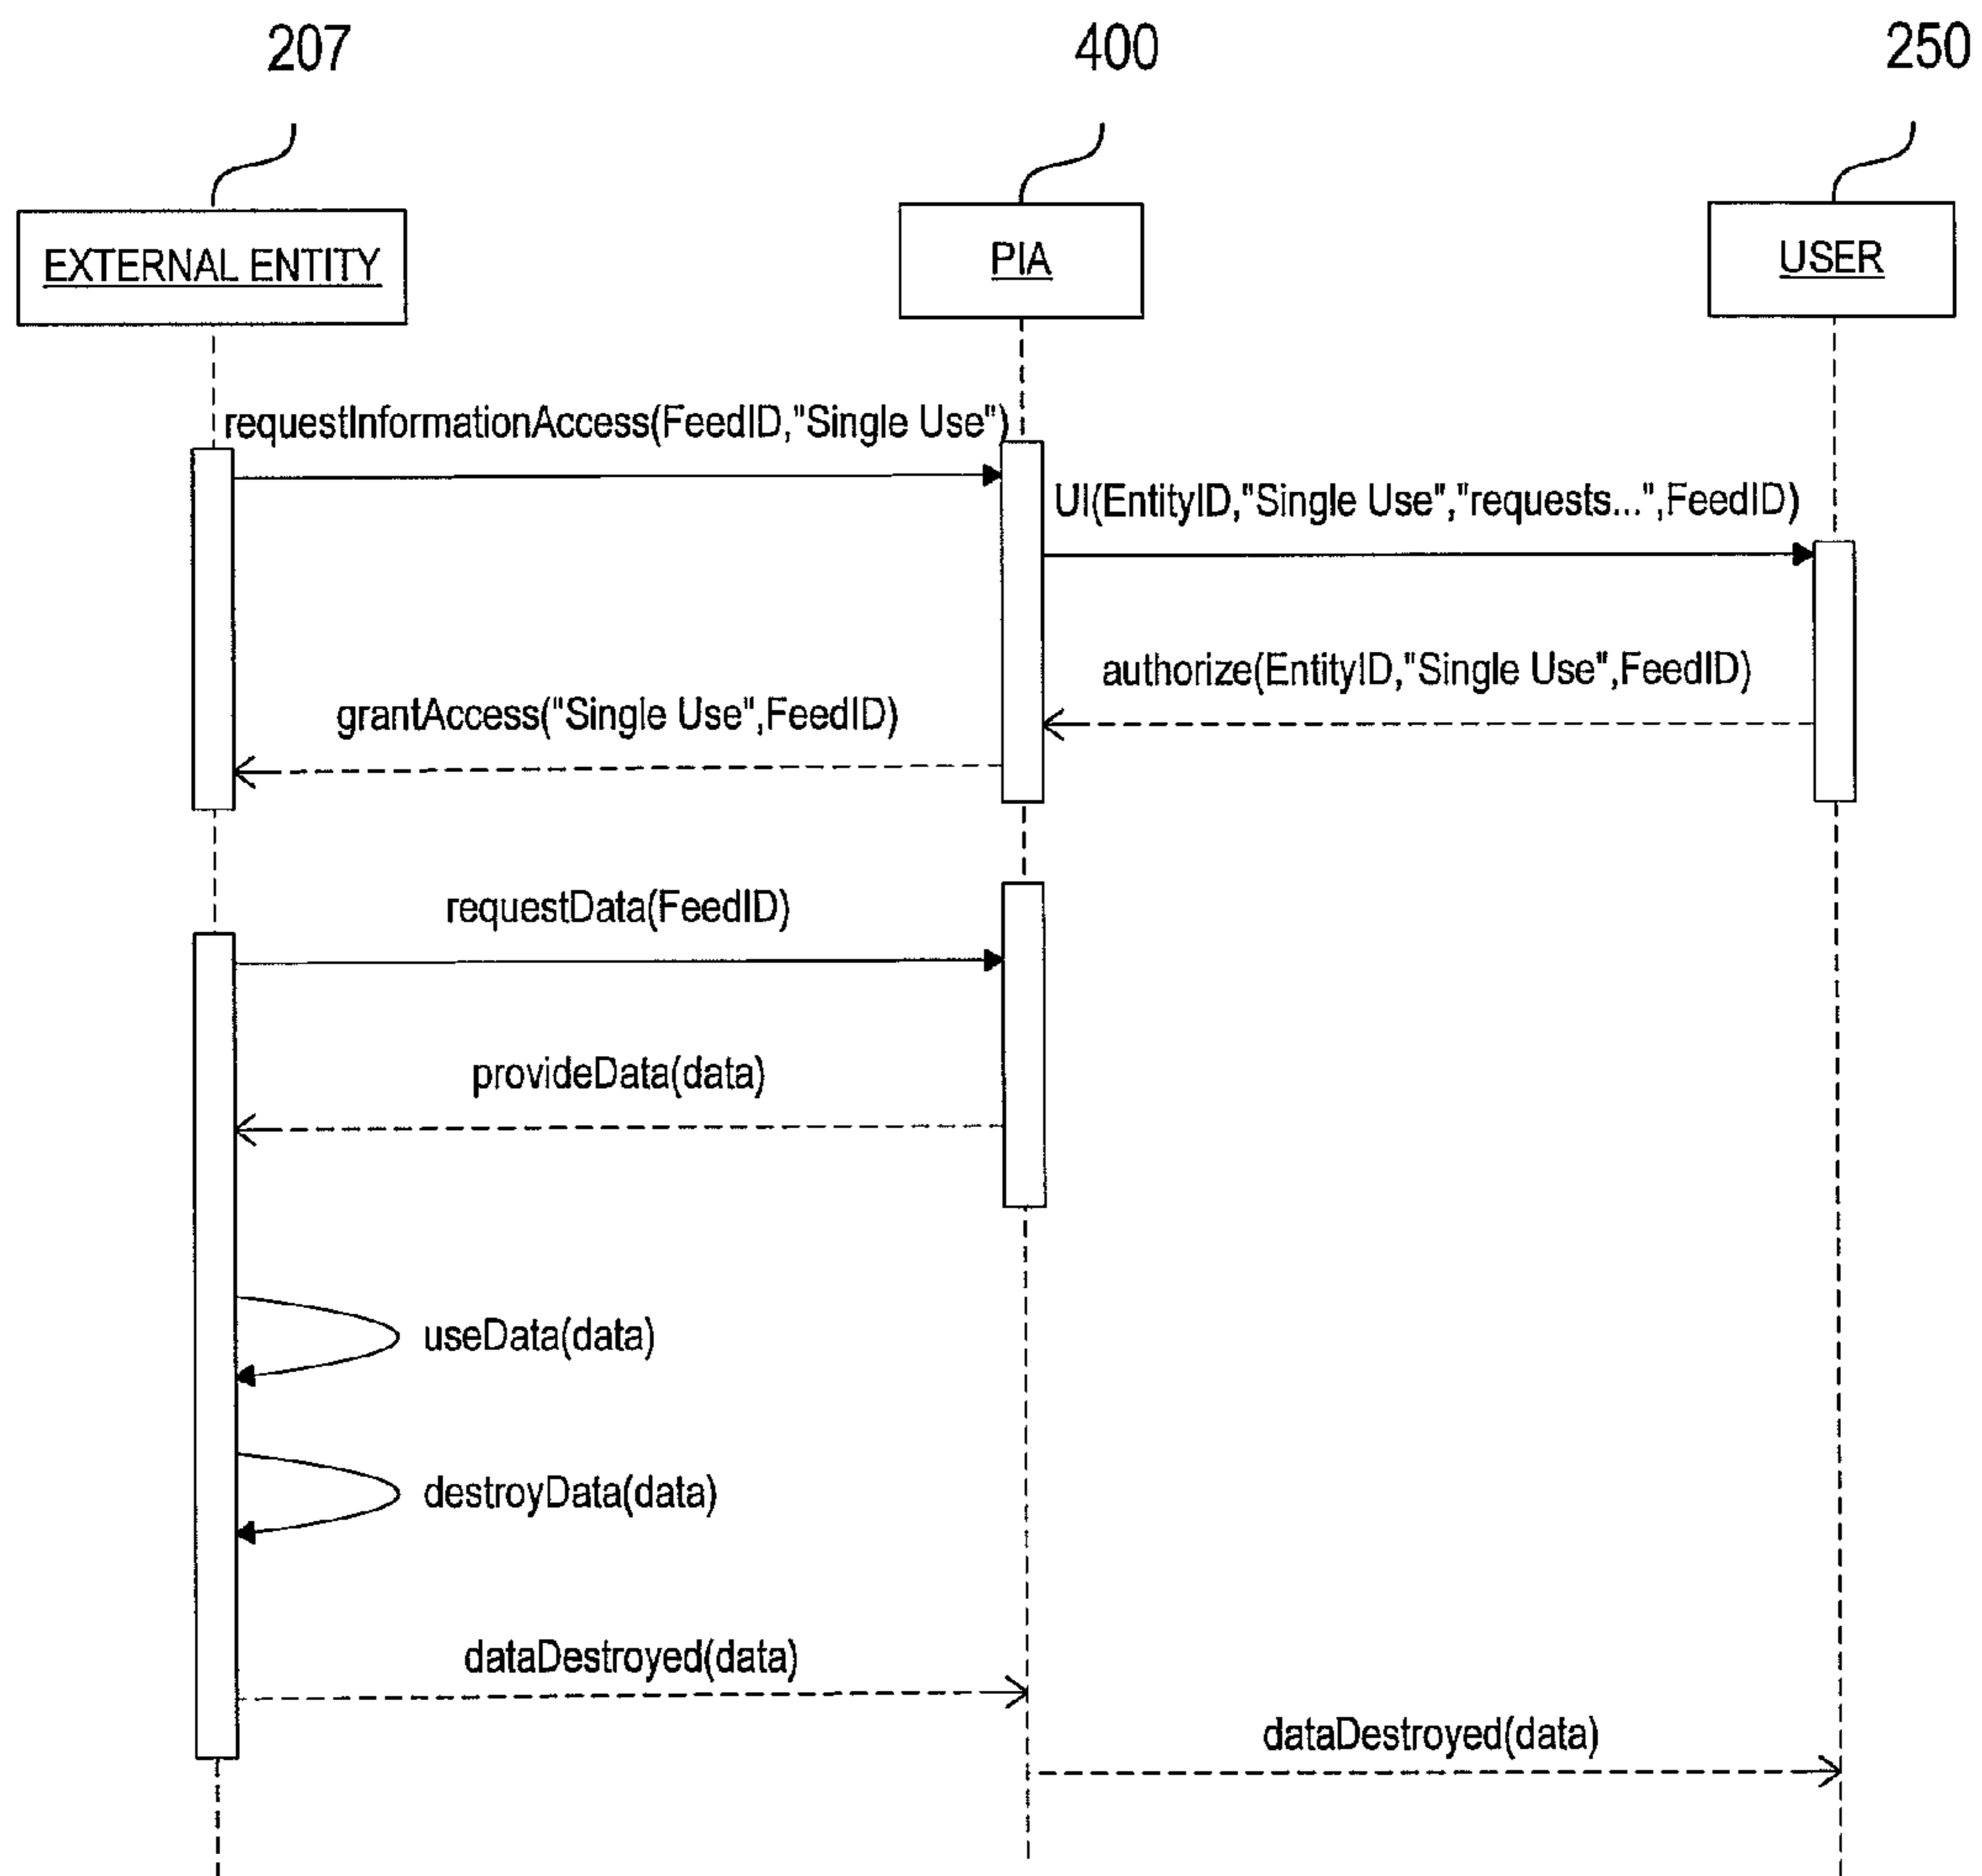 207
400
250
EXTERNAL ENTITY
PIA
USER
requestInformationAccess(FeedID,"Single Use")
UI(EntityID,"Single Use","requests...",FeedID)
authorize(EntityID,"Single Use",FeedID)
grantAccess("Single Use",FeedID)
requestData(FeedID)
provideData(data)
useData(data)
destroyData(data)
dataDestroyed(data)
dataDestroyed(data)